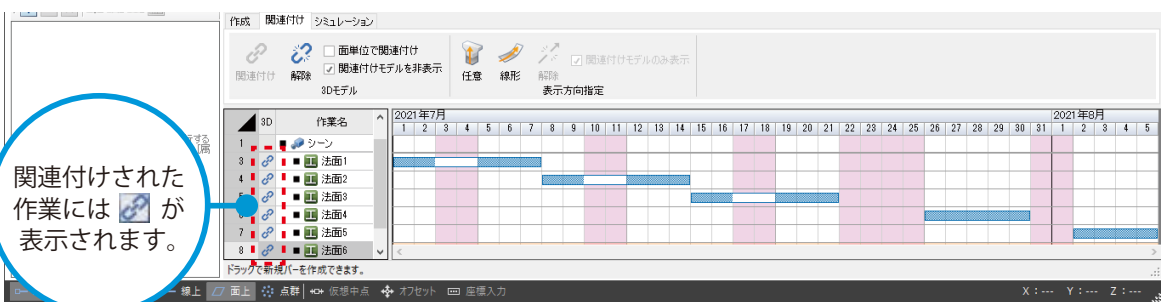 作成 関連付け シミュレーション
関連付け 解除 面単位で関連付け
関連付けモデルを非表示
3Dモデル
任意 線形 解除 関連付けモデルのみ表示
表示方向指定
3D 作業名 2021年7月 2021年8月
1 2 3 4 5 6 7 8 9 10 11 12 13 14 15 16 17 18 19 20 21 22 23 24 25 26 27 28 29 30 31 1 2 3 4 5
1 シーン
3 法面1
4 法面2
5 法面3
6 法面4
7 法面5
8 法面6
関連付けされた
作業には が
表示されます。
ドラッグで新規バーを作成できます。
線上 面上 点群 仮想中点 オフセット 座標入力 X : --- Y : --- Z : ---